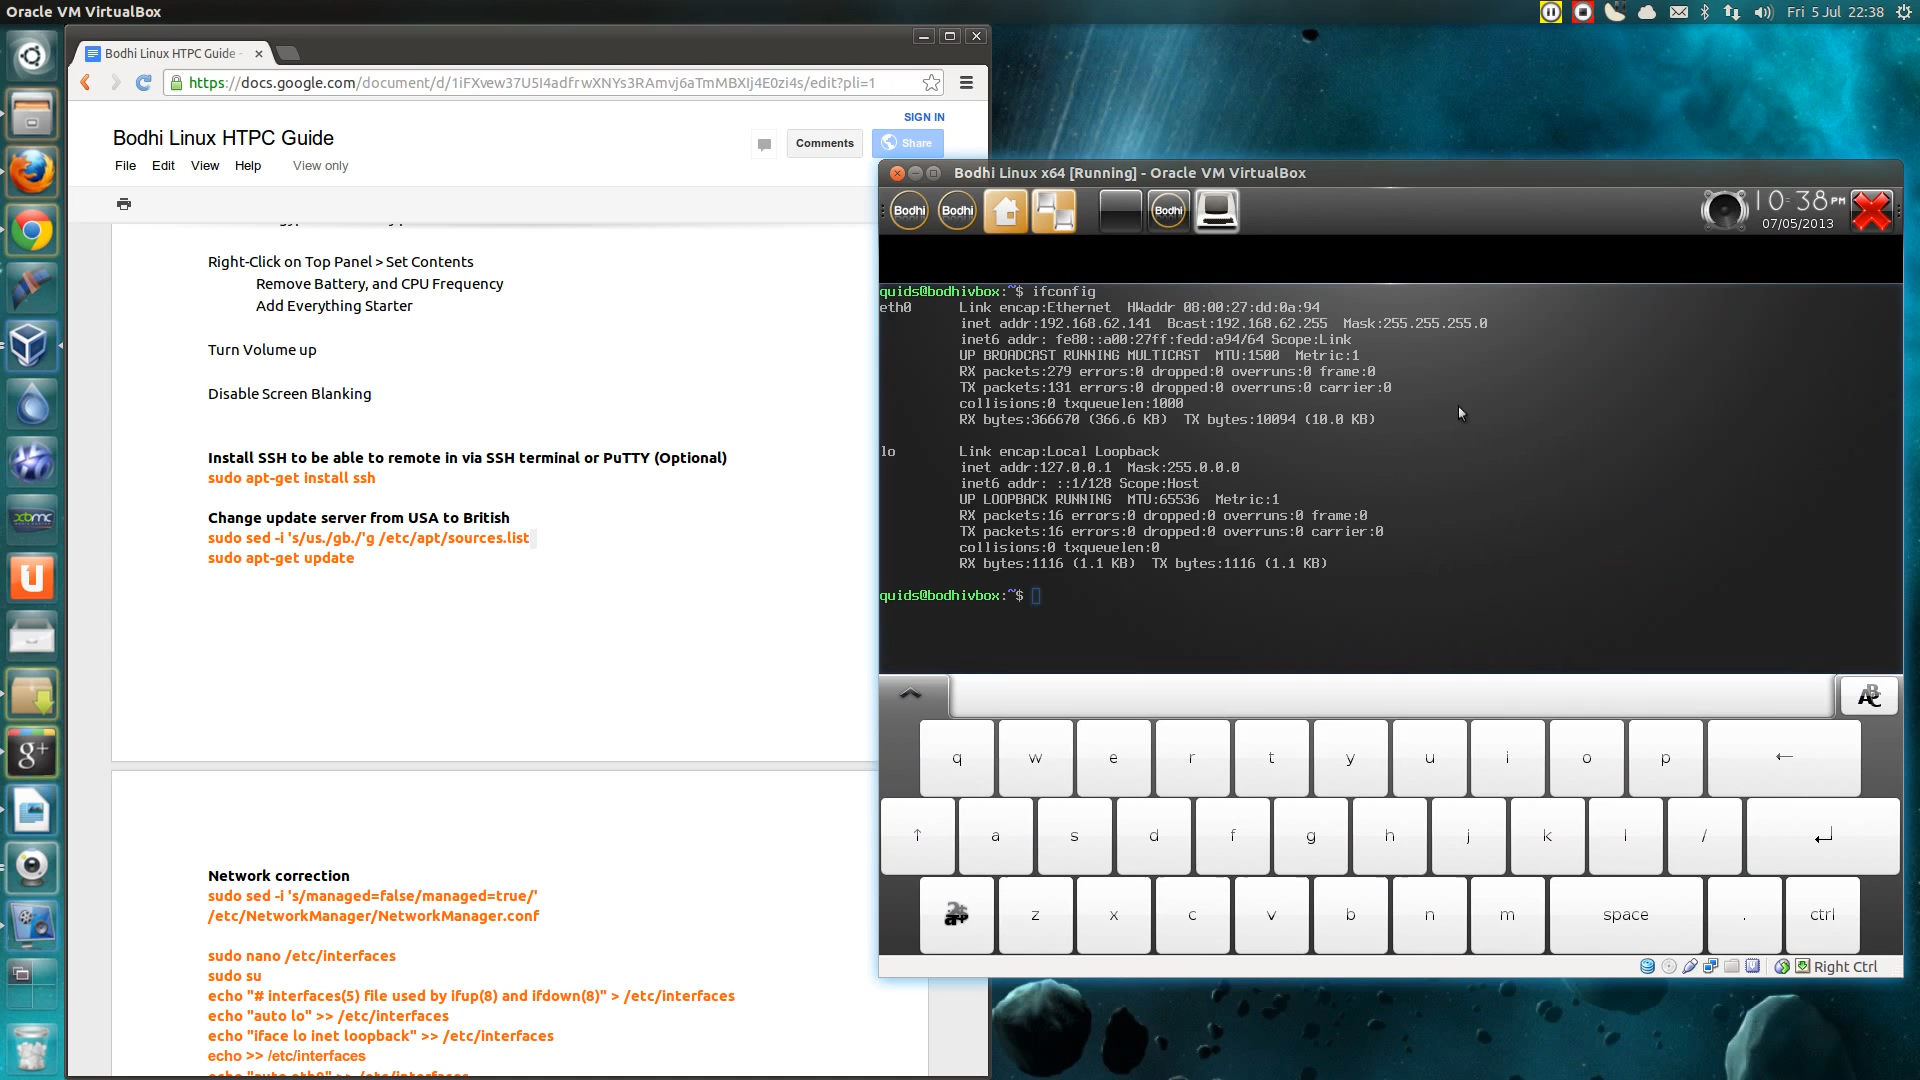 Oracle VM VirtualBox
Fri 5 Jul 22:38
Bodhi Linux HTPC Guide -
https://docs.google.com/document/d/1iFXvew37U5I4adfrwXNYs3RAmvj6aTmMBXIj4E0zi4s/edit?pli=1
SIGN IN
Bodhi Linux HTPC Guide
Comments
Share
File Edit View Help View only
Right-Click on Top Panel > Set Contents
Remove Battery, and CPU Frequency
Add Everything Starter
Turn Volume up
Disable Screen Blanking
Install SSH to be able to remote in via SSH terminal or PuTTY (Optional)
sudo apt-get install ssh
Change update server from USA to British
sudo sed -i 's/us./gb./'g /etc/apt/sources.list
sudo apt-get update
Network correction
sudo sed -i 's/managed=false/managed=true/'
/etc/NetworkManager/NetworkManager.conf
sudo nano /etc/interfaces
sudo su
echo "# interfaces(5) file used by ifup(8) and ifdown(8)" > /etc/interfaces
echo "auto lo" >> /etc/interfaces
echo "iface lo inet loopback" >> /etc/interfaces
echo >> /etc/interfaces
echo "auto eth0" >> /etc/interfaces
xbmc
g+
Bodhi Linux x64 [Running] - Oracle VM VirtualBox
Bodhi Bodhi Bodhi
10:38 PM
07/05/2013
quids@bodhivbox:~$ ifconfig
eth0 Link encap:Ethernet HWaddr 08:00:27:dd:0a:94
inet addr:192.168.62.141 Bcast:192.168.62.255 Mask:255.255.255.0
inet6 addr: fe80::a00:27ff:fedd:a94/64 Scope:Link
UP BROADCAST RUNNING MULTICAST MTU:1500 Metric:1
RX packets:279 errors:0 dropped:0 overruns:0 frame:0
TX packets:131 errors:0 dropped:0 overruns:0 carrier:0
collisions:0 txqueuelen:1000
RX bytes:366670 (366.6 KB) TX bytes:10094 (10.0 KB)
lo Link encap:Local Loopback
inet addr:127.0.0.1 Mask:255.0.0.0
inet6 addr: ::1/128 Scope:Host
UP LOOPBACK RUNNING MTU:65536 Metric:1
RX packets:16 errors:0 dropped:0 overruns:0 frame:0
TX packets:16 errors:0 dropped:0 overruns:0 carrier:0
collisions:0 txqueuelen:0
RX bytes:1116 (1.1 KB) TX bytes:1116 (1.1 KB)
quids@bodhivbox:~$
q w e r t y u i o p ←
↑ a s d f g h j k l /
z x c v b n m space . ctrl
Right Ctrl